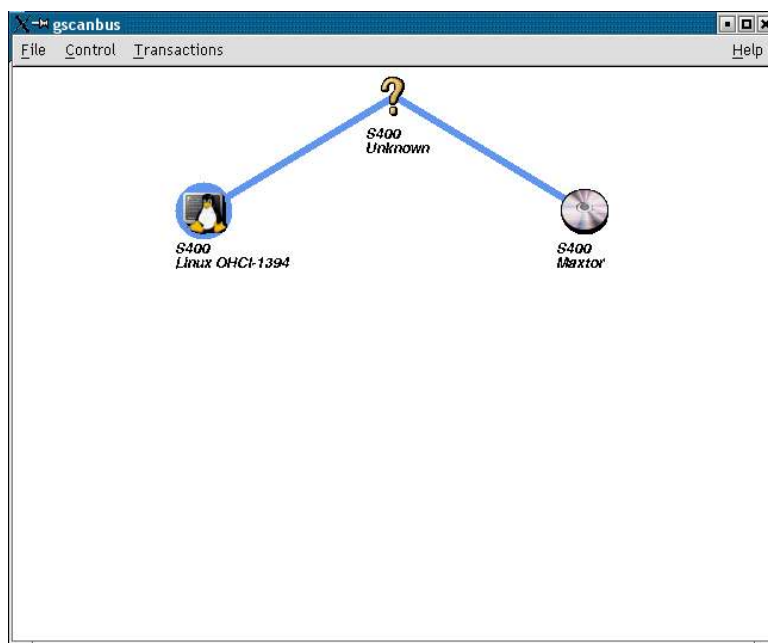 gscanbus
File Control Transactions Help
S400
Unknown
S400
Linux OHCI-1394
S400
Maxtor